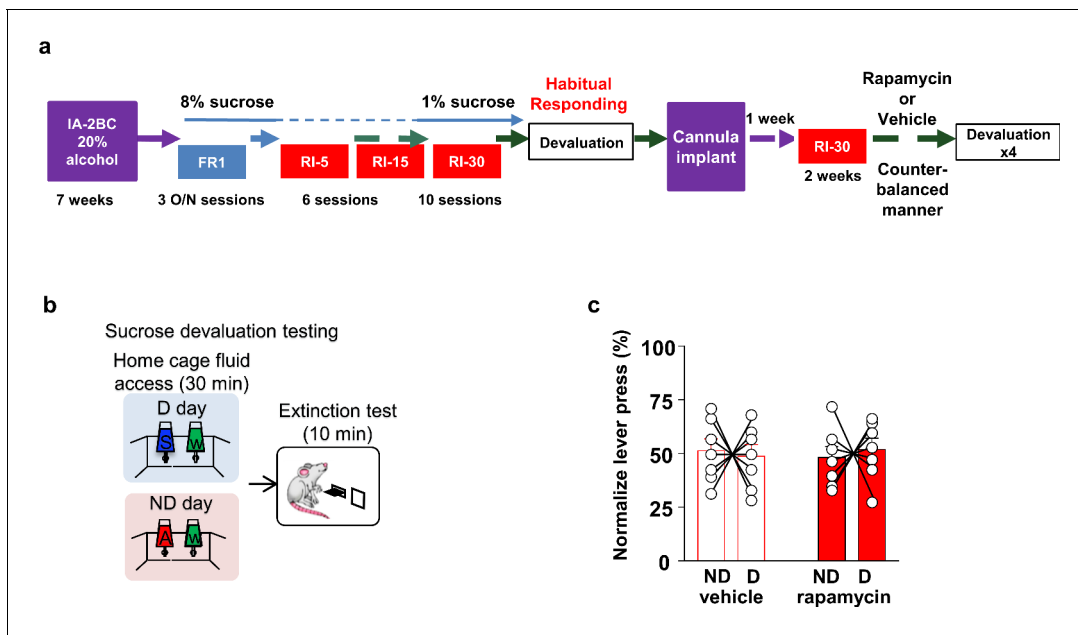 a
IA-2BC
20%
alcohol
7 weeks
8% sucrose
1% sucrose
FR1
3 O/N sessions
RI-5
RI-15
RI-30
6 sessions
10 sessions
Habitual
Responding
Devaluation
Cannula
implant
1 week
RI-30
2 weeks
Rapamycin
or
Vehicle
Counter-
balanced
manner
Devaluation
x4
b
Sucrose devaluation testing
Home cage fluid
access (30 min)
D day
S W
ND day
A W
Extinction test
(10 min)
c
Normalize lever press (%)
100
75
50
25
0
ND D
vehicle
ND D
rapamycin